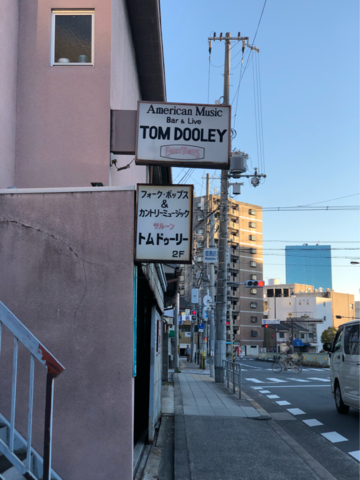 American Music
Bar & Live
TOM DOOLEY
フォーク・ポップス
&
カントリーミュージック
サルーン
トムドゥーリー
2F